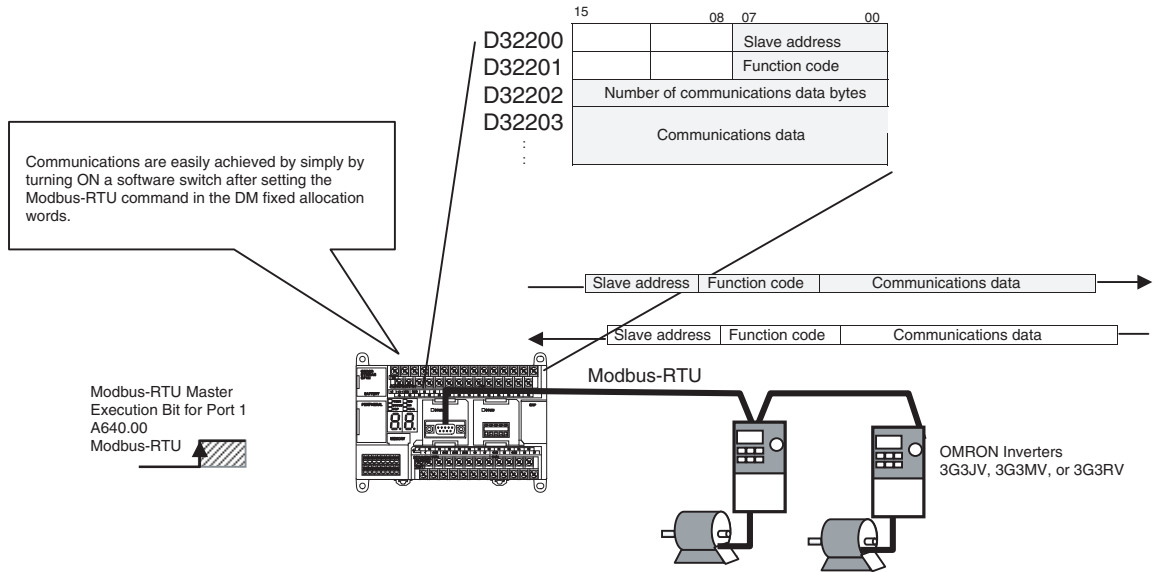 15 08 07 00
D32200 Slave address
D32201 Function code
D32202 Number of communications data bytes
D32203 Communications data
:
:
Communications are easily achieved by simply by
turning ON a software switch after setting the
Modbus-RTU command in the DM fixed allocation
words.
Slave address Function code Communications data
Slave address Function code Communications data
Modbus-RTU
Modbus-RTU Master
Execution Bit for Port 1
A640.00
Modbus-RTU
BATTERY
PERIPHERAL
OMRON Inverters
3G3JV, 3G3MV, or 3G3RV